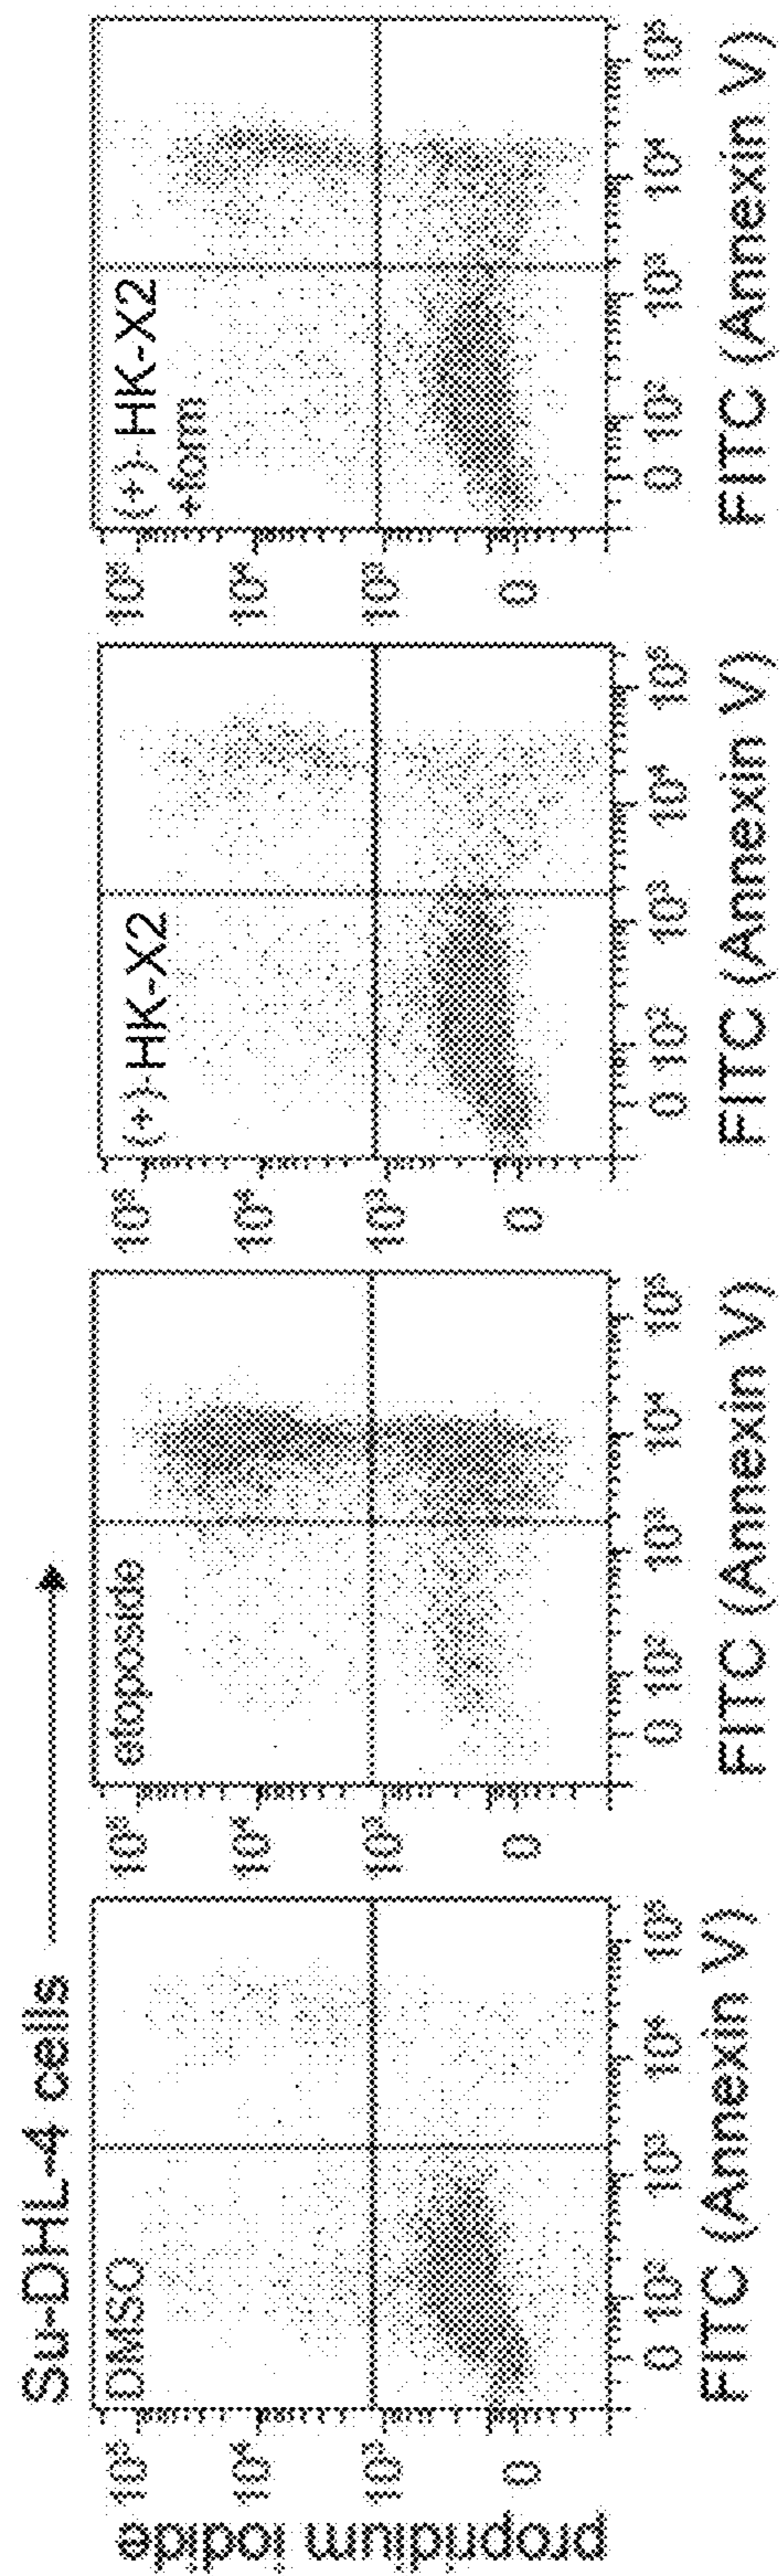 Su-DHL-4 cells
propridium iodide
DMSO
10⁵
10⁴
10³
0
0 10² 10³ 10⁴ 10⁵
FITC (Annexin V)
etoposide
10⁵
10⁴
10³
0
0 10² 10³ 10⁴ 10⁵
FITC (Annexin V)
(+)-HK-X2
10⁵
10⁴
10³
0
0 10² 10³ 10⁴ 10⁵
FITC (Annexin V)
(+)-HK-X2
+form
10⁵
10⁴
10³
0
0 10² 10³ 10⁴ 10⁵
FITC (Annexin V)